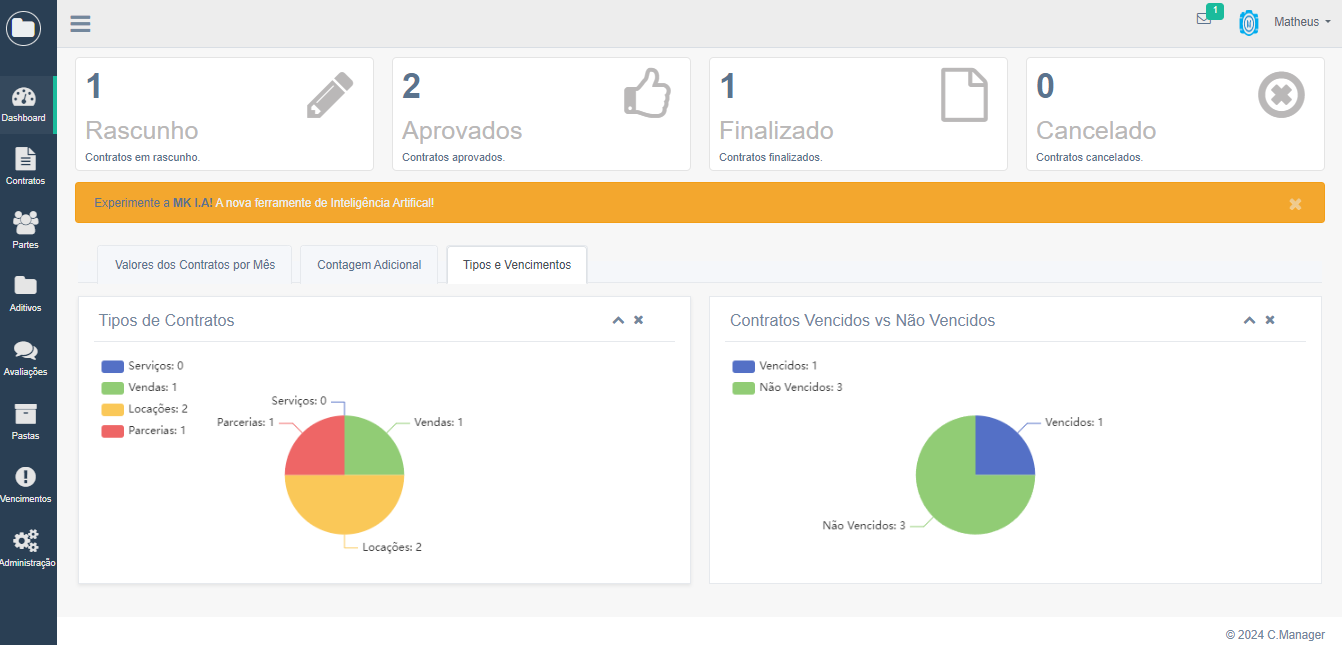 1
Matheus
Dashboard
Contratos
Partes
Aditivos
Avaliações
Pastas
Vencimentos
Administração
1
Rascunho
Contratos em rascunho.
2
Aprovados
Contratos aprovados.
1
Finalizado
Contratos finalizados.
0
Cancelado
Contratos cancelados.
Experimente a MK I.A! A nova ferramente de Inteligência Artifical!
Valores dos Contratos por Mês
Contagem Adicional
Tipos e Vencimentos
Tipos de Contratos
Serviços: 0
Vendas: 1
Locações: 2
Parcerias: 1
Serviços: 0
Parcerias: 1
Vendas: 1
Locações: 2
Contratos Vencidos vs Não Vencidos
Vencidos: 1
Não Vencidos: 3
Vencidos: 1
Não Vencidos: 3
© 2024 C.Manager